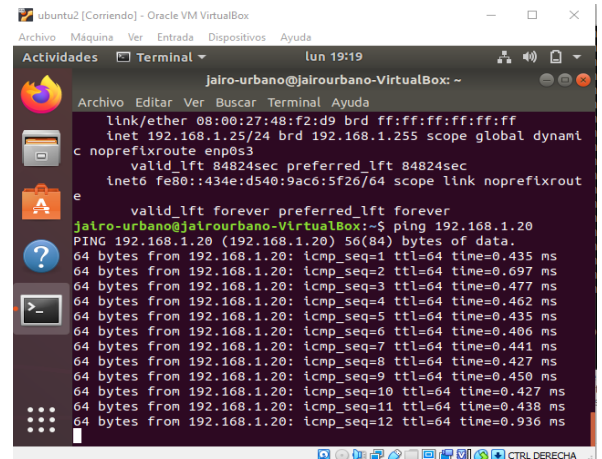 ubuntu2 [Corriendo] - Oracle VM VirtualBox
Archivo Máquina Ver Entrada Dispositivos Ayuda
Actividades Terminal lun 19:19
jairo-urbano@jairourbano-VirtualBox: ~
Archivo Editar Ver Buscar Terminal Ayuda
link/ether 08:00:27:48:f2:d9 brd ff:ff:ff:ff:ff:ff
inet 192.168.1.25/24 brd 192.168.1.255 scope global dynami
c noprefixroute enp0s3
valid_lft 84824sec preferred_lft 84824sec
inet6 fe80::434e:d540:9ac6:5f26/64 scope link noprefixrout
e
valid_lft forever preferred_lft forever
jairo-urbano@jairourbano-VirtualBox:~$ ping 192.168.1.20
PING 192.168.1.20 (192.168.1.20) 56(84) bytes of data.
64 bytes from 192.168.1.20: icmp_seq=1 ttl=64 time=0.435 ms
64 bytes from 192.168.1.20: icmp_seq=2 ttl=64 time=0.697 ms
64 bytes from 192.168.1.20: icmp_seq=3 ttl=64 time=0.477 ms
64 bytes from 192.168.1.20: icmp_seq=4 ttl=64 time=0.462 ms
64 bytes from 192.168.1.20: icmp_seq=5 ttl=64 time=0.435 ms
64 bytes from 192.168.1.20: icmp_seq=6 ttl=64 time=0.406 ms
64 bytes from 192.168.1.20: icmp_seq=7 ttl=64 time=0.441 ms
64 bytes from 192.168.1.20: icmp_seq=8 ttl=64 time=0.427 ms
64 bytes from 192.168.1.20: icmp_seq=9 ttl=64 time=0.450 ms
64 bytes from 192.168.1.20: icmp_seq=10 ttl=64 time=0.427 ms
64 bytes from 192.168.1.20: icmp_seq=11 ttl=64 time=0.438 ms
64 bytes from 192.168.1.20: icmp_seq=12 ttl=64 time=0.936 ms
CTRL DERECHA